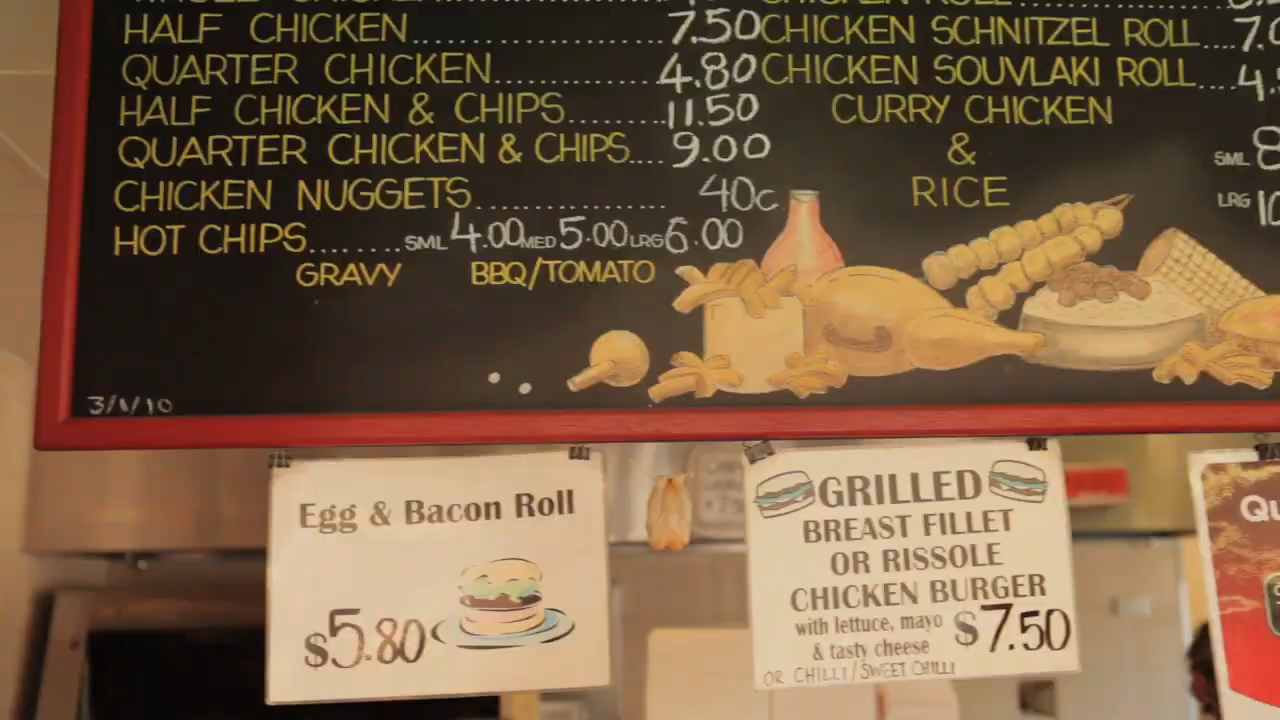 HALF CHICKEN 7.50
QUARTER CHICKEN 4.80
HALF CHICKEN & CHIPS 11.50
QUARTER CHICKEN & CHIPS 9.00
CHICKEN NUGGETS 40c
HOT CHIPS SML 4.00 MED 5.00 LRG 6.00
GRAVY BBQ/TOMATO
CHICKEN ROLL
CHICKEN SCHNITZEL ROLL
CHICKEN SOUVLAKI ROLL
CURRY CHICKEN
&
RICE
SML
LRG
3/1/10
Egg & Bacon Roll
$5.80
GRILLED
BREAST FILLET
OR RISSOLE
CHICKEN BURGER
with lettuce, mayo
& tasty cheese
$7.50
OR CHILLI/SWEET CHILLI